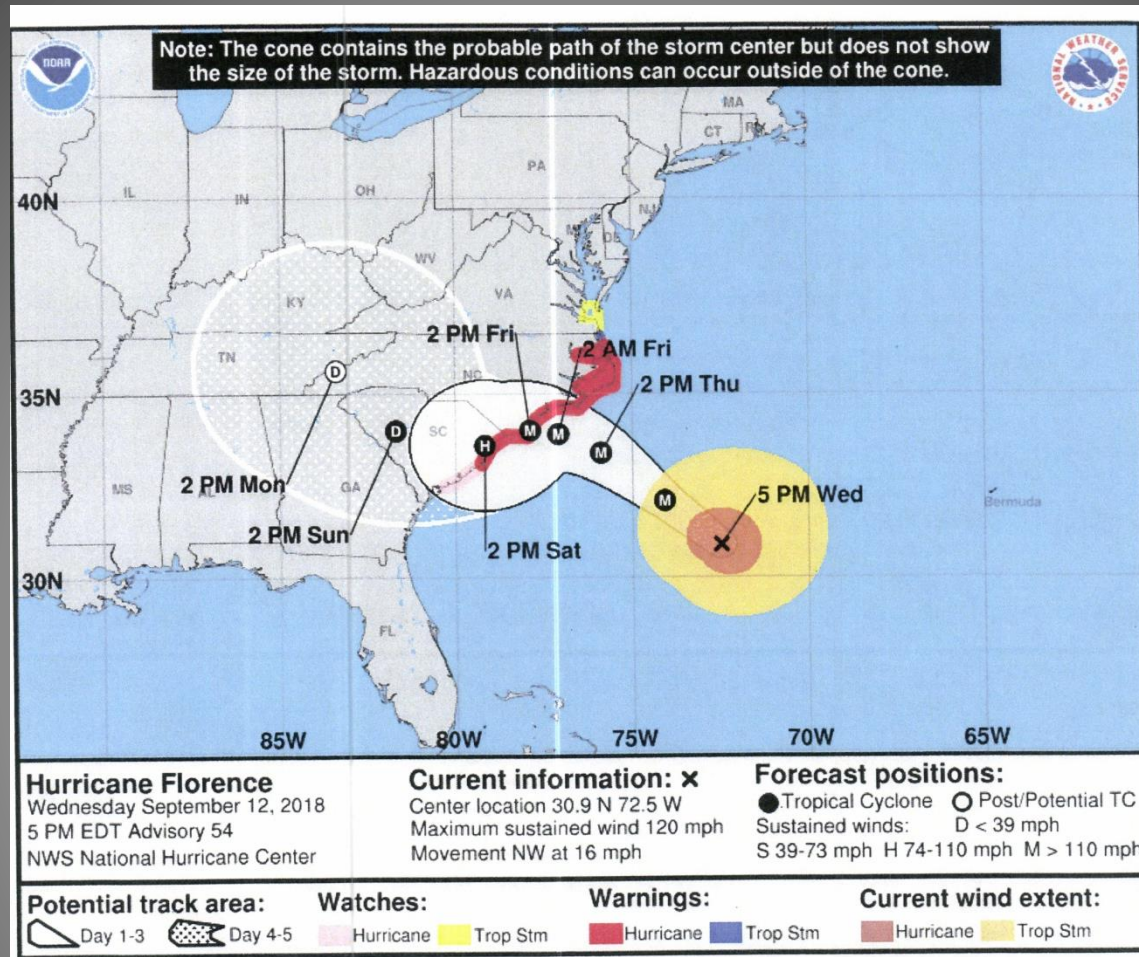 Note: The cone contains the probable path of the storm center but does not show
the size of the storm. Hazardous conditions can occur outside of the cone.
NOAA
NATIONAL WEATHER SERVICE
MA
CT
PA
NJ
40N
IL
IN
OH
DE
WV
KY
VA
2 PM Fri
2 AM Fri
TN
NC
2 PM Thu
35N
D
M
M
M
D
SC
H
2 PM Mon
MS
AL
GA
M
5 PM Wed
Bermuda
2 PM Sun
2 PM Sat
30N
FL
85W
80W
75W
70W
65W
Hurricane Florence
Wednesday September 12, 2018
5 PM EDT Advisory 54
NWS National Hurricane Center
Current information: ×
Center location 30.9 N 72.5 W
Maximum sustained wind 120 mph
Movement NW at 16 mph
Forecast positions:
Tropical Cyclone Post/Potential TC
Sustained winds: D < 39 mph
S 39-73 mph H 74-110 mph M > 110 mph
Potential track area:
Day 1-3 Day 4-5
Watches:
Hurricane Trop Stm
Warnings:
Hurricane Trop Stm
Current wind extent:
Hurricane Trop Stm